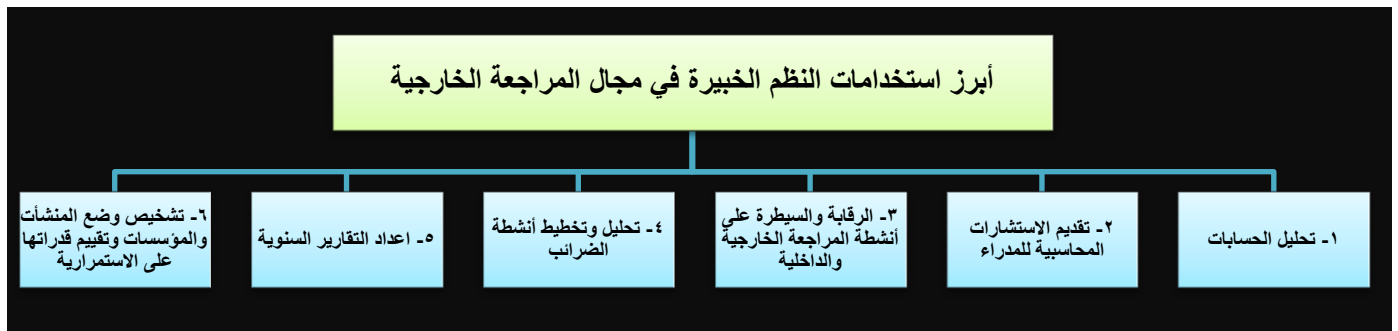 أبرز استخدامات النظم الخبيرة في مجال المراجعة الخارجية
١- تحليل الحسابات
٢- تقديم الاستشارات
المحاسبية للمدراء
٣- الرقابة والسيطرة على
أنشطة المراجعة الخارجية
والداخلية
٤- تحليل وتخطيط أنشطة
الضرائب
٥- اعداد التقارير السنوية
٦- تشخيص وضع المنشأت
والمؤسسات وتقييم قدراتها
على الاستمرارية